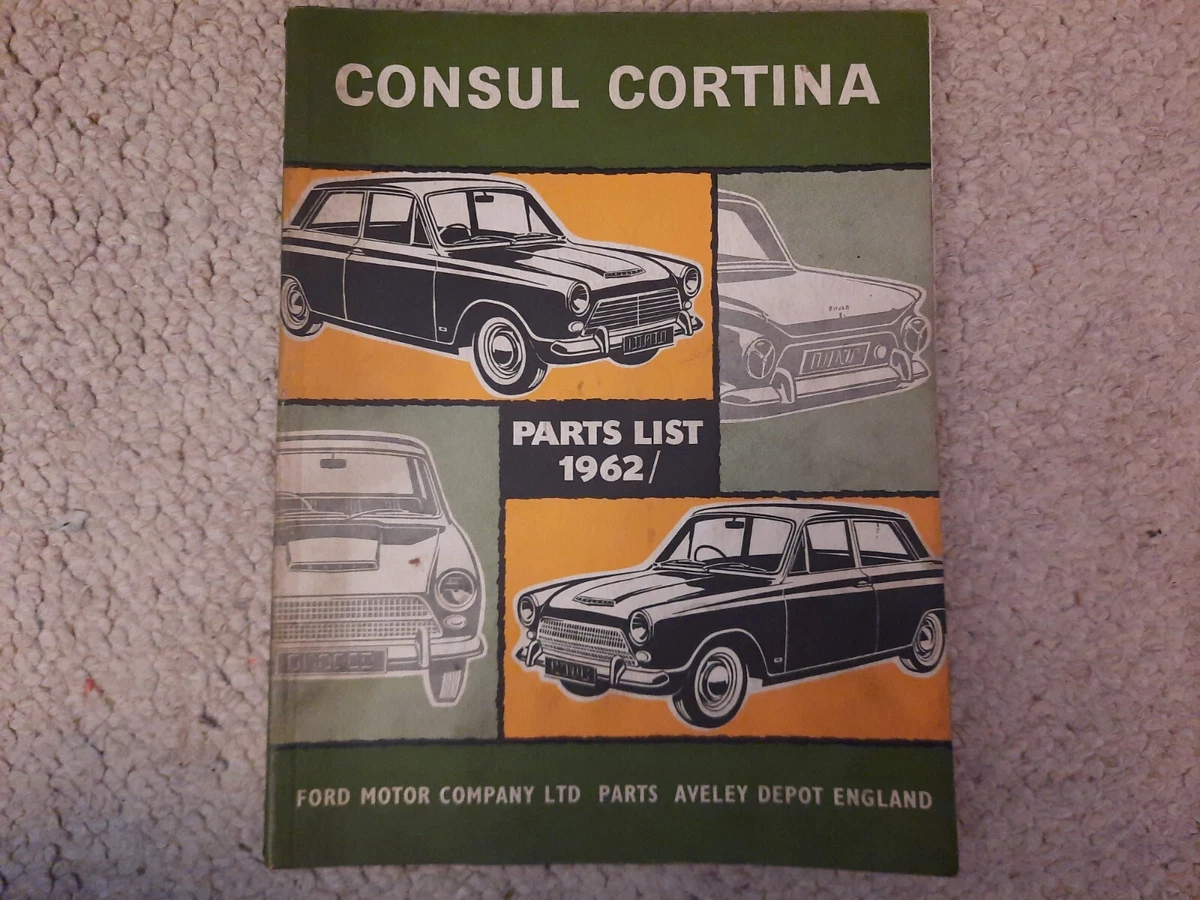 CONSUL CORTINA
PARTS LIST
1962/
FORD MOTOR COMPANY LTD PARTS AVELEY DEPOT ENGLAND